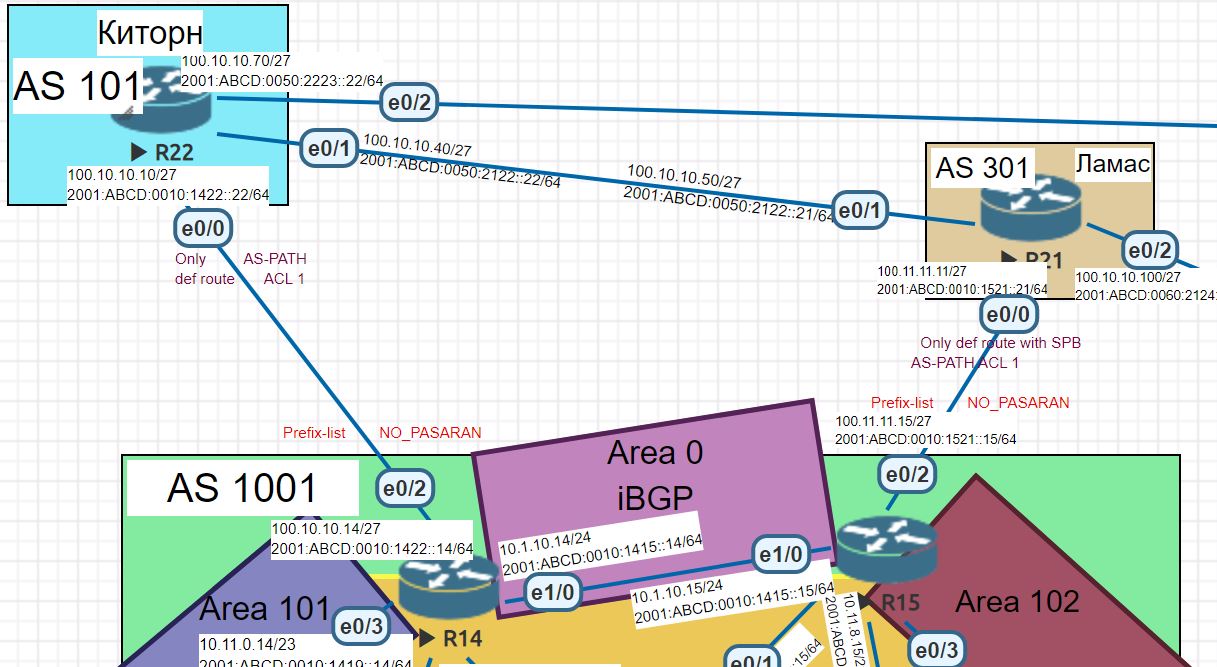 Киторн
100.10.10.70/27
2001:ABCD:0050:2223::22/64
AS 101
e0/2
R22
e0/1
100.10.10.40/27
2001:ABCD:0050:2122::22/64
100.10.10.10/27
2001:ABCD:0010:1422::22/64
e0/0
Only AS-PATH
def route ACL 1
100.10.10.50/27
2001:ABCD:0050:2122::21/64
e0/1
AS 301
Ламас
R21
e0/2
100.11.11.11/27
2001:ABCD:0010:1521::21/64
100.10.10.100/27
2001:ABCD:0060:2124:
e0/0
Only def route with SPB
AS-PATH ACL 1
Prefix-list NO_PASARAN
100.11.11.15/27
2001:ABCD:0010:1521::15/64
Prefix-list NO_PASARAN
Area 0
iBGP
AS 1001
e0/2
e0/2
100.10.10.14/27
2001:ABCD:0010:1422::14/64
10.1.10.14/24
2001:ABCD:0010:1415::14/64
e1/0
e1/0
10.1.10.15/24
2001:ABCD:0010:1415::15/64
Area 101
e0/3
R14
10.11.0.14/23
2001:ABCD:0010:1419::14/64
R15
Area 102
e0/3
e0/1
::15/64
10.11.8.15/2
2001:ABCD